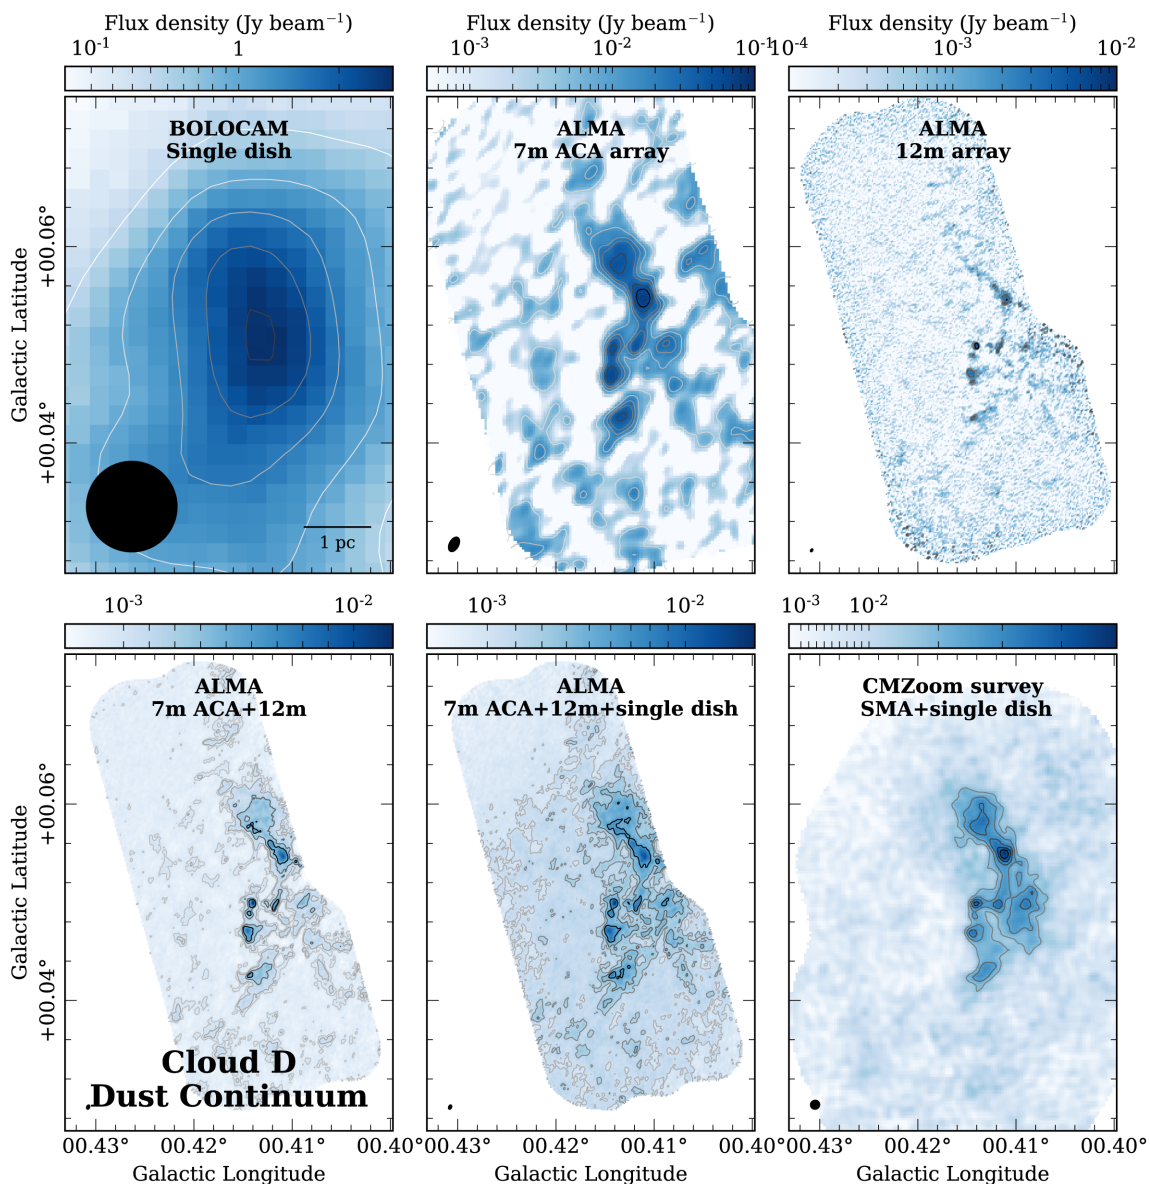 Flux density (Jy beam⁻¹) Flux density (Jy beam⁻¹) Flux density (Jy beam⁻¹)
10⁻¹ 1 10⁻³ 10⁻² 10⁻¹ 10⁻⁴ 10⁻³ 10⁻²
BOLOCAM
Single dish
ALMA
7m ACA array
ALMA
12m array
Galactic Latitude
+00.06°
+00.04°
1 pc
10⁻³ 10⁻² 10⁻³ 10⁻² 10⁻³ 10⁻²
ALMA
7m ACA+12m
ALMA
7m ACA+12m+single dish
CMZoom survey
SMA+single dish
Galactic Latitude
+00.06°
+00.04°
Cloud D
Dust Continuum
00.43° 00.42° 00.41° 00.40° 00.43° 00.42° 00.41° 00.40° 00.43° 00.42° 00.41° 00.40°
Galactic Longitude Galactic Longitude Galactic Longitude